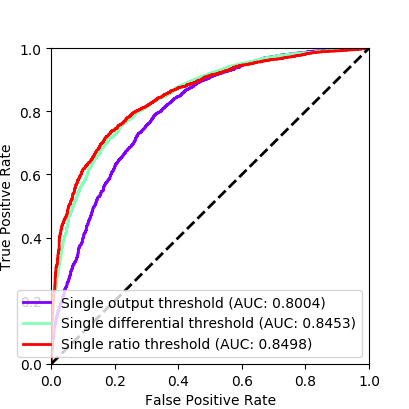 1.0
0.8
0.6
0.4
0.2
0.0
True Positive Rate
Single output threshold (AUC: 0.8004)
Single differential threshold (AUC: 0.8453)
Single ratio threshold (AUC: 0.8498)
0.0 0.2 0.4 0.6 0.8 1.0
False Positive Rate